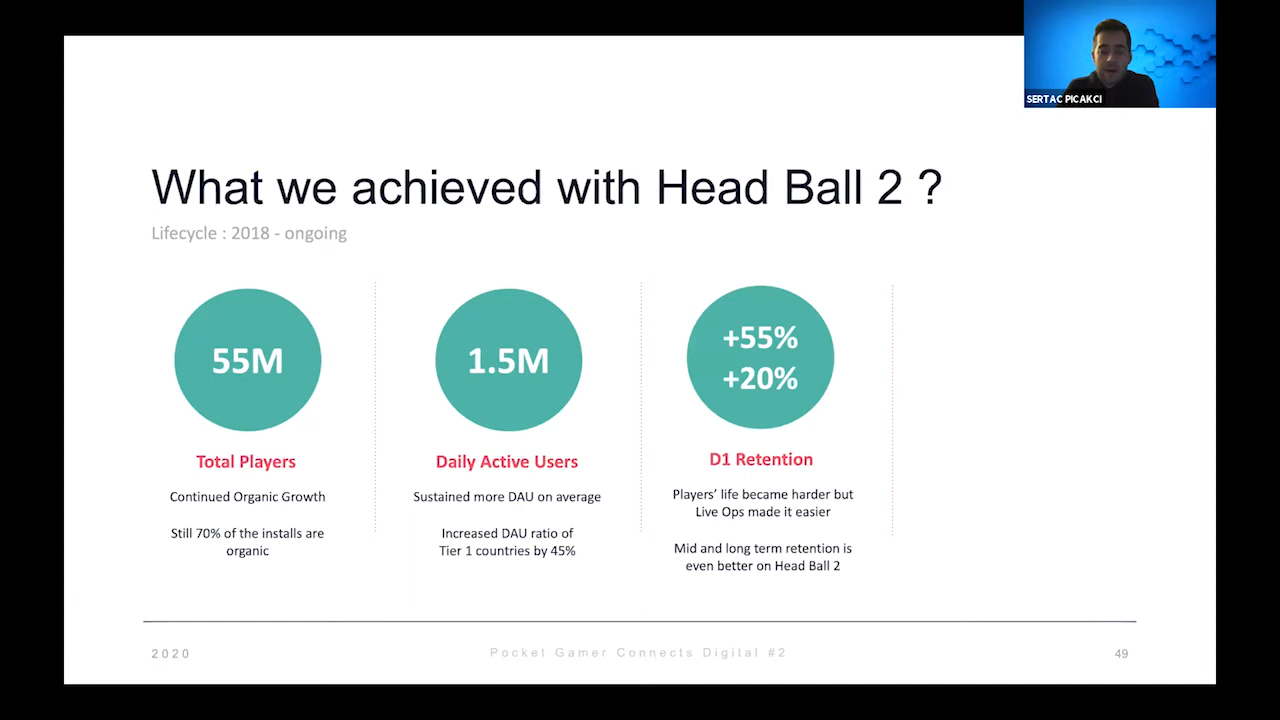 SERTAC PICAKCI
What we achieved with Head Ball 2 ?
Lifecycle : 2018 - ongoing
55M
Total Players
Continued Organic Growth
Still 70% of the installs are
organic
1.5M
Daily Active Users
Sustained more DAU on average
Increased DAU ratio of
Tier 1 countries by 45%
+55%
+20%
D1 Retention
Players’ life became harder but
Live Ops made it easier
Mid and long term retention is
even better on Head Ball 2
2020
Pocket Gamer Connects Digital #2
49